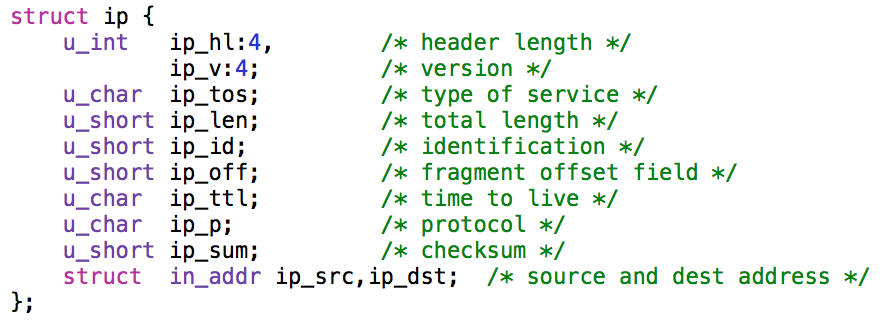 struct ip {
    u_int   ip_hl:4,        /* header length */
            ip_v:4;         /* version */
    u_char  ip_tos;         /* type of service */
    u_short ip_len;         /* total length */
    u_short ip_id;          /* identification */
    u_short ip_off;         /* fragment offset field */
    u_char  ip_ttl;         /* time to live */
    u_char  ip_p;           /* protocol */
    u_short ip_sum;         /* checksum */
    struct  in_addr ip_src,ip_dst;  /* source and dest address */
};